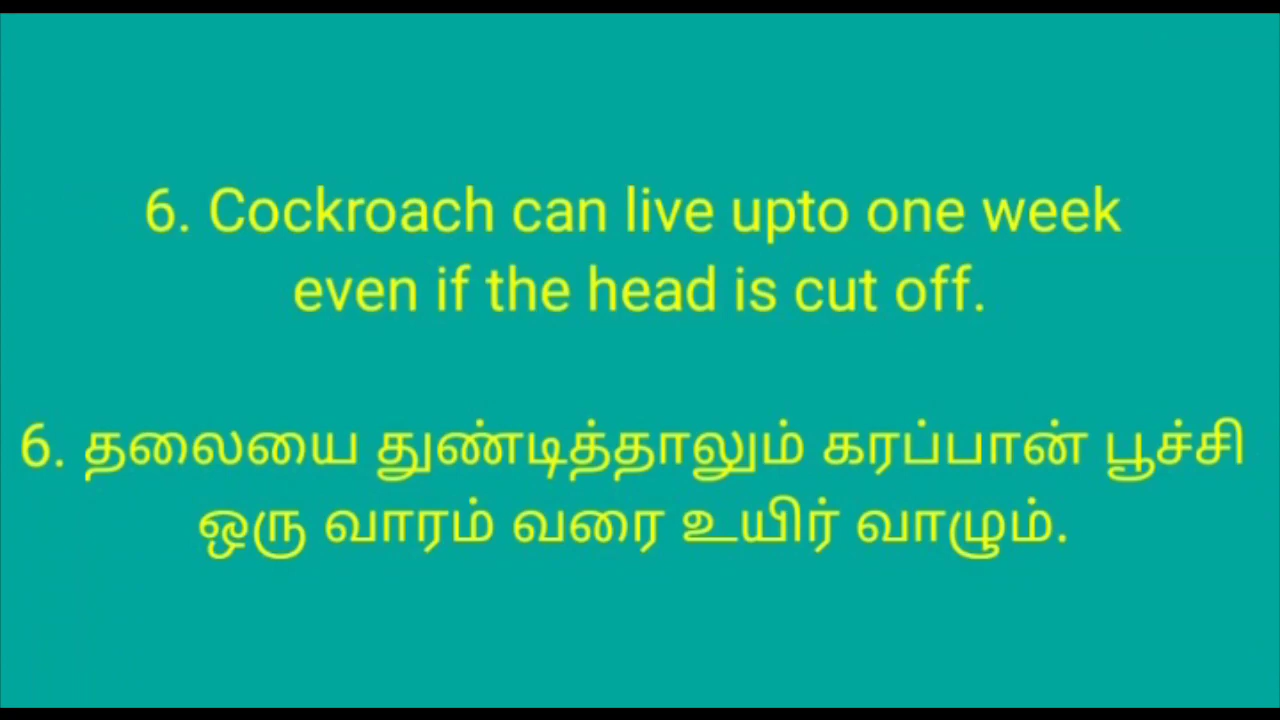 6. Cockroach can live upto one week
even if the head is cut off.
6. தலையை துண்டித்தாலும் கரப்பான் பூச்சி
ஒரு வாரம் வரை உயிர் வாழும்.